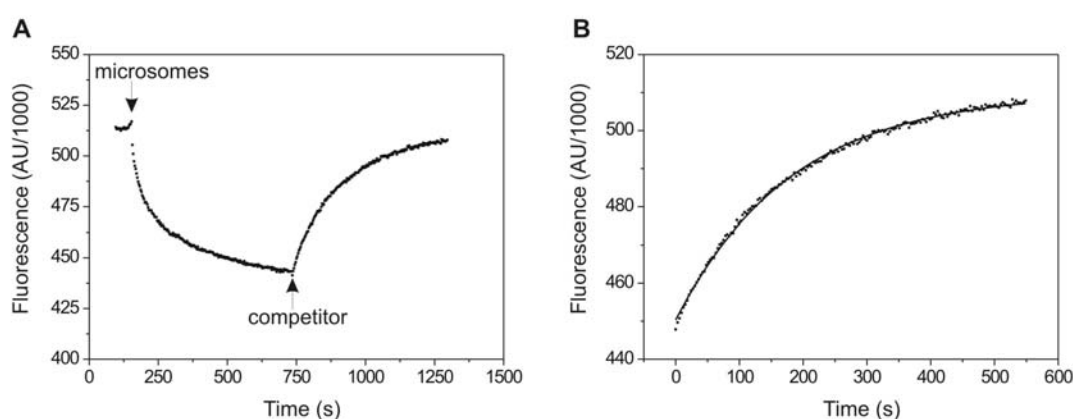 A
Fluorescence (AU/1000)
550
525
500
475
450
425
400
microsomes
competitor
0 250 500 750 1000 1250 1500
Time (s)
B
Fluorescence (AU/1000)
520
500
480
460
440
0 100 200 300 400 500 600
Time (s)